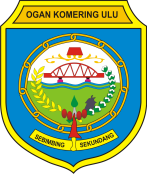 OGAN KOMERING ULU
SEBIMBING SEKUNDANG